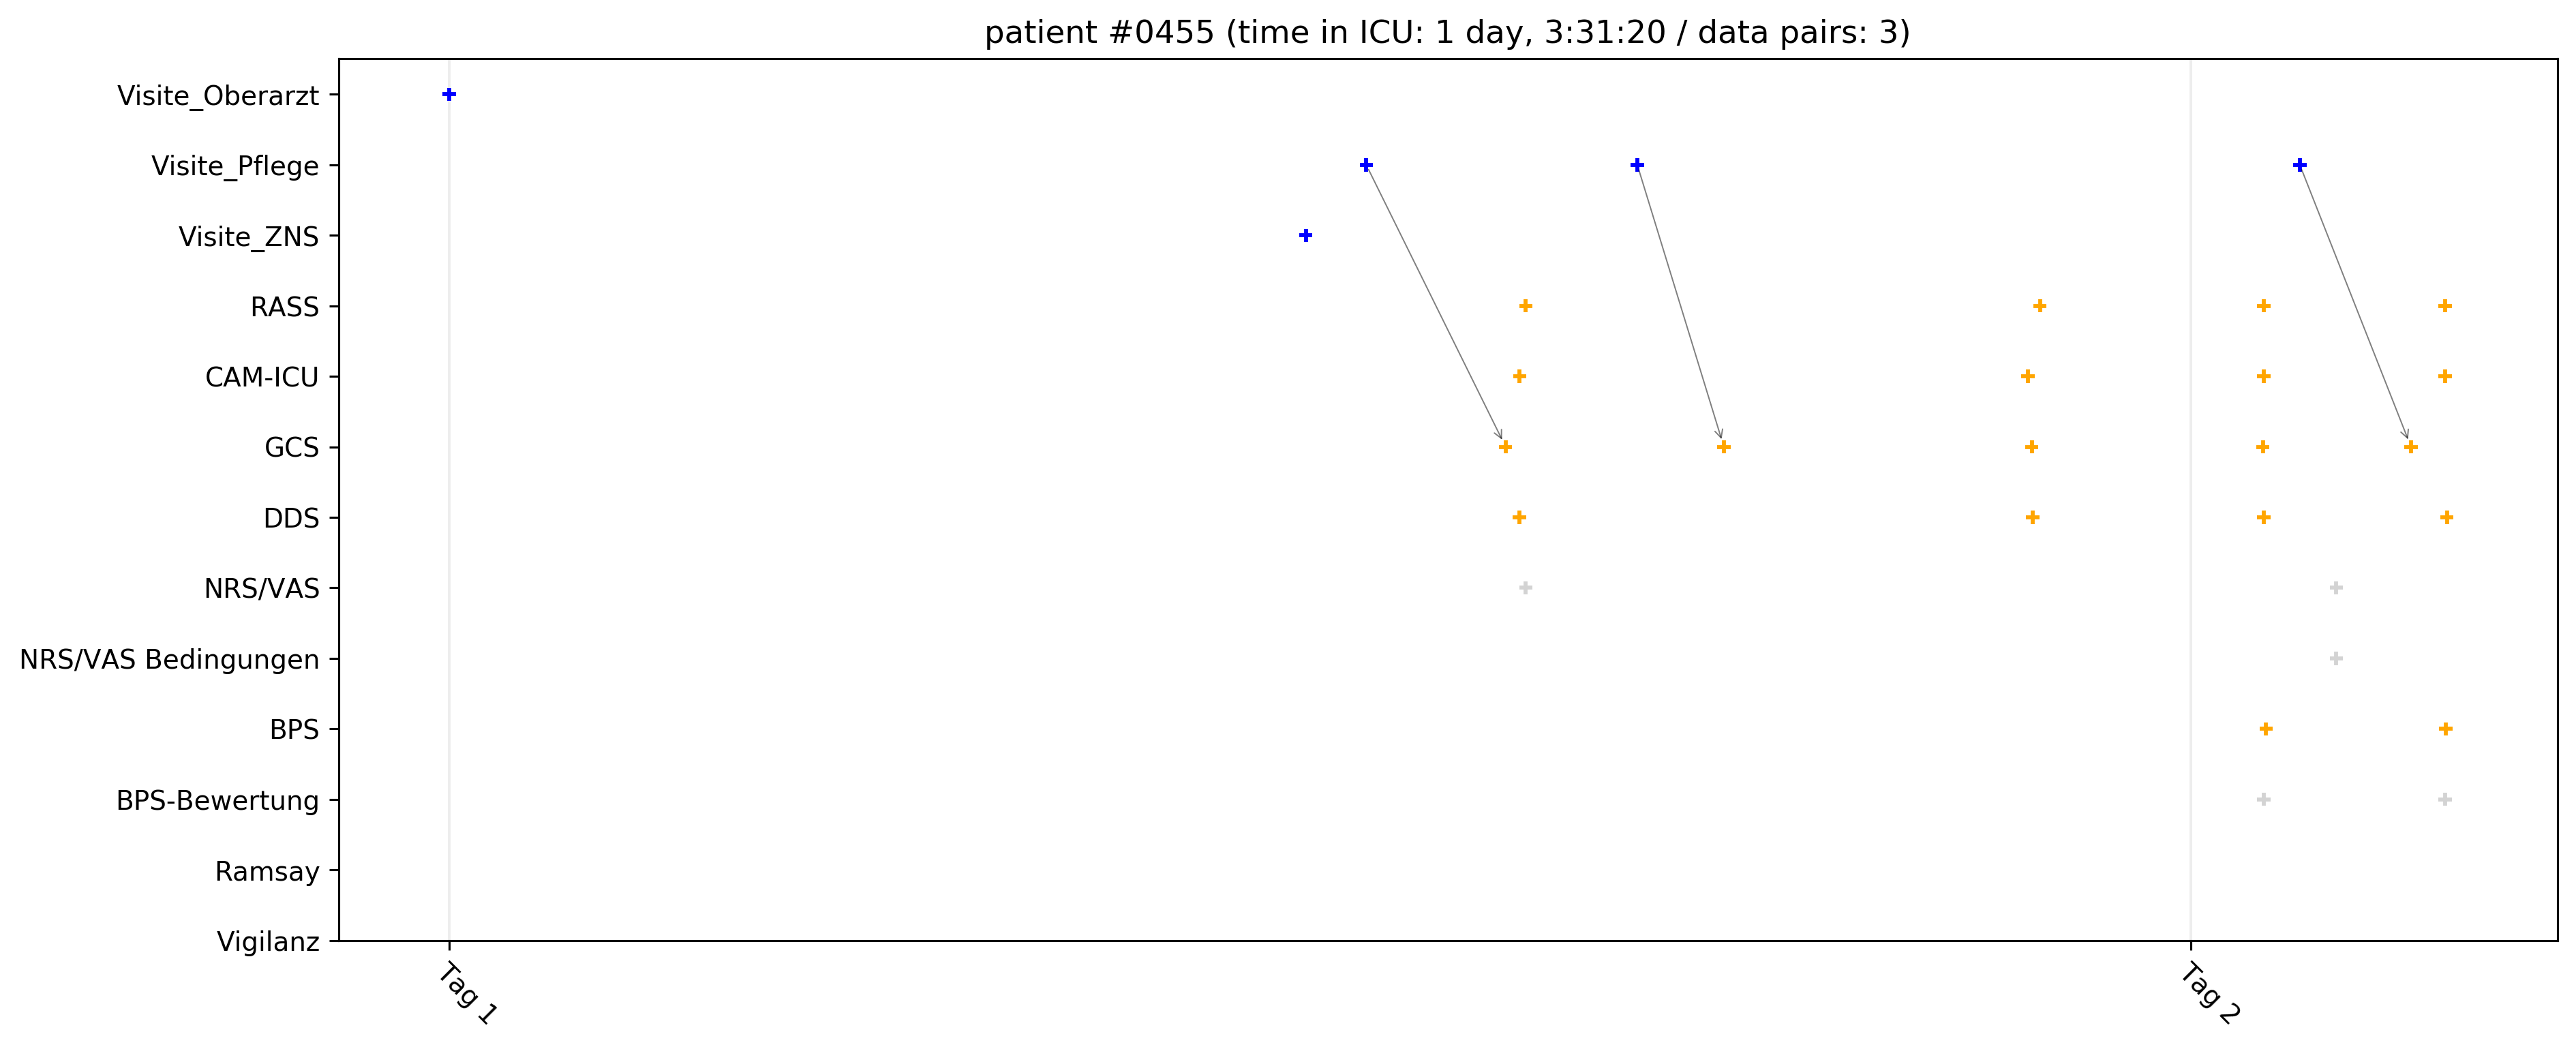 patient #0455 (time in ICU: 1 day, 3:31:20 / data pairs: 3)
Visite_Oberarzt
Visite_Pflege
Visite_ZNS
RASS
CAM-ICU
GCS
DDS
NRS/VAS
NRS/VAS Bedingungen
BPS
BPS-Bewertung
Ramsay
Vigilanz
Tag 1
Tag 2